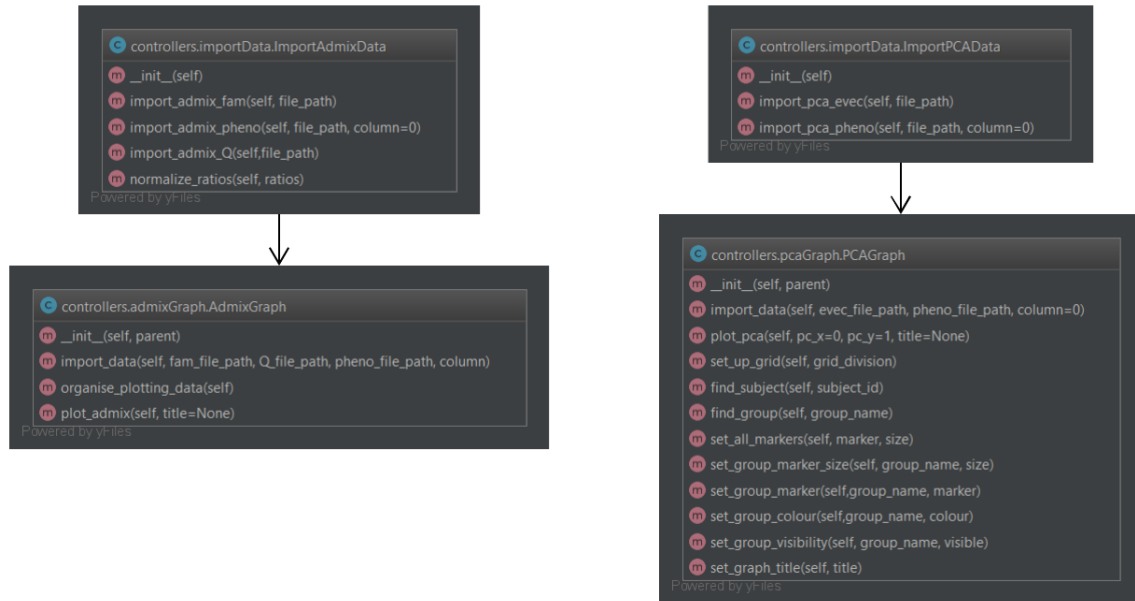 controllers.importData.ImportAdmixData
__init__(self)
import_admix_fam(self, file_path)
import_admix_pheno(self, file_path, column=0)
import_admix_Q(self,file_path)
normalize_ratios(self, ratios)
Powered by yFiles
controllers.admixGraph.AdmixGraph
__init__(self, parent)
import_data(self, fam_file_path, Q_file_path, pheno_file_path, column)
organise_plotting_data(self)
plot_admix(self, title=None)
Powered by yFiles
controllers.importData.ImportPCAData
__init__(self)
import_pca_evec(self, file_path)
import_pca_pheno(self, file_path, column=0)
Powered by yFiles
controllers.pcaGraph.PCAGraph
__init__(self, parent)
import_data(self, evec_file_path, pheno_file_path, column=0)
plot_pca(self, pc_x=0, pc_y=1, title=None)
set_up_grid(self, grid_division)
find_subject(self, subject_id)
find_group(self, group_name)
set_all_markers(self, marker, size)
set_group_marker_size(self, group_name, size)
set_group_marker(self,group_name, marker)
set_group_colour(self,group_name, colour)
set_group_visibility(self, group_name, visible)
set_graph_title(self, title)
Powered by yFiles